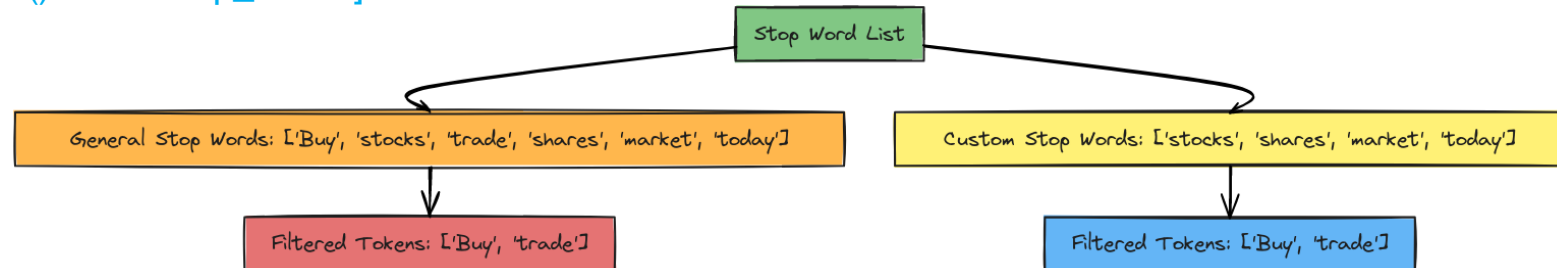 Stop Word List
General Stop Words: ['Buy', 'stocks', 'trade', 'shares', 'market', 'today']
Custom Stop Words: ['stocks', 'shares', 'market', 'today']
Filtered Tokens: ['Buy', 'trade']
Filtered Tokens: ['Buy', 'trade']